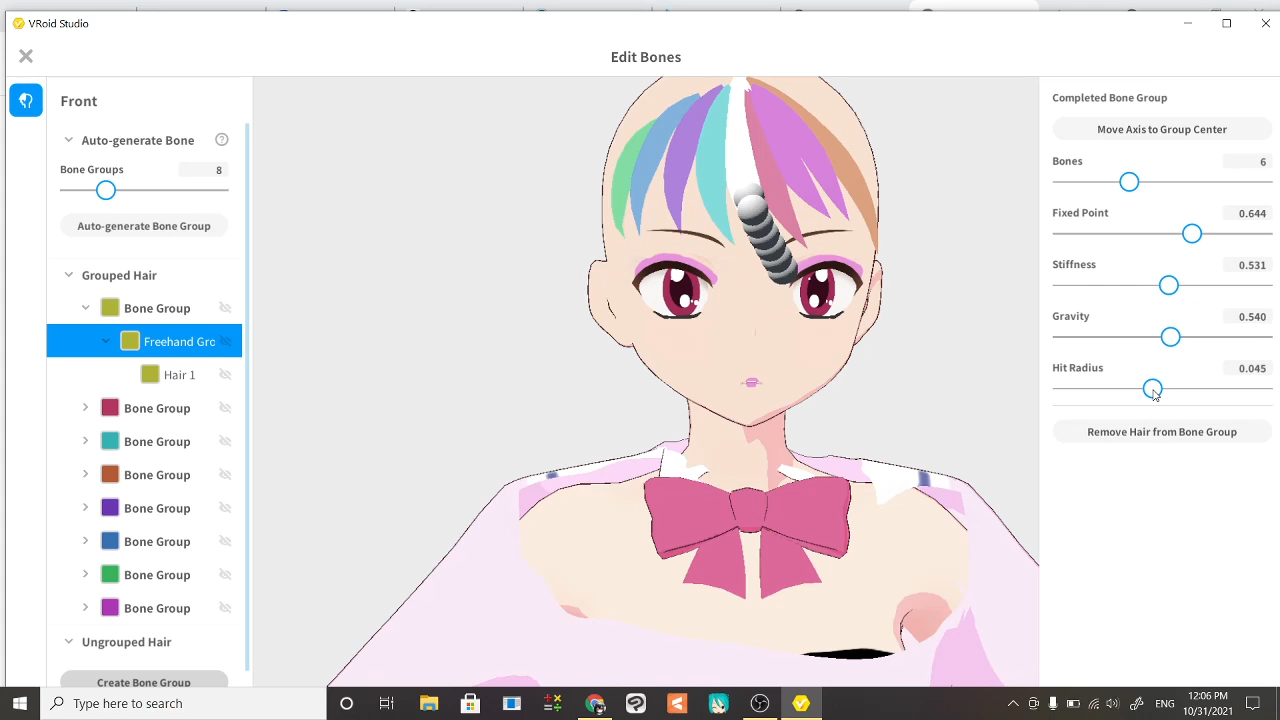 VRoid Studio
Edit Bones
Front
Auto-generate Bone
Bone Groups 8
Auto-generate Bone Group
Grouped Hair
Bone Group
Freehand Gro
Hair 1
Bone Group
Bone Group
Bone Group
Bone Group
Bone Group
Bone Group
Bone Group
Ungrouped Hair
Create Bone Group
Completed Bone Group
Move Axis to Group Center
Bones 6
Fixed Point 0.644
Stiffness 0.531
Gravity 0.540
Hit Radius 0.045
Remove Hair from Bone Group
Type here to search
ENG
12:06 PM
10/31/2021